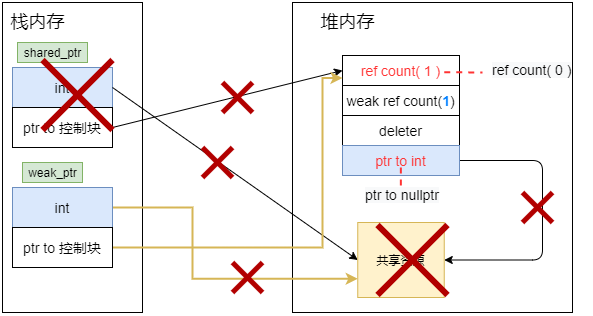 栈内存
堆内存
shared_ptr
int
ptr to 控制块
weak_ptr
int
ptr to 控制块
ref count( 1 )
ref count( 0 )
weak ref count(1)
deleter
ptr to int
ptr to nullptr
共享资源